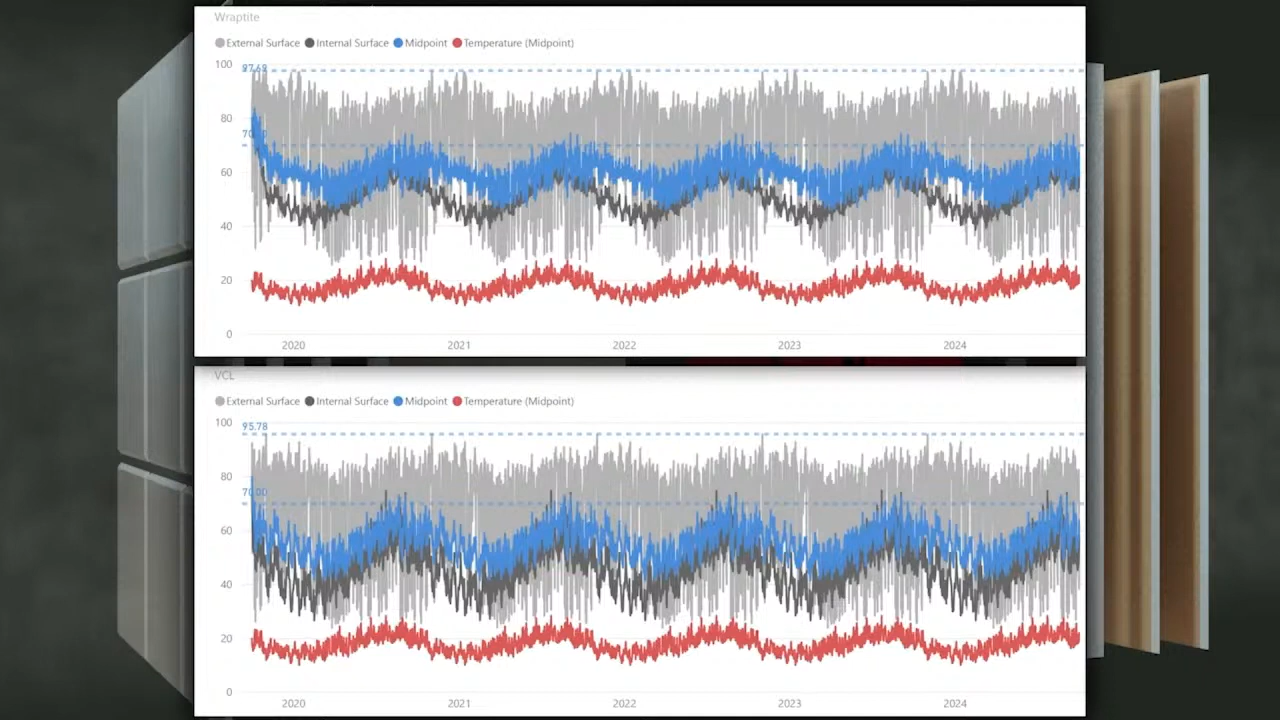 Wraptite
External Surface Internal Surface Midpoint Temperature (Midpoint)
100
97.69
80
60
40
20
0
2020 2021 2022 2023 2024
VCL
External Surface Internal Surface Midpoint Temperature (Midpoint)
100
95.78
80
70.00
60
40
20
0
2020 2021 2022 2023 2024